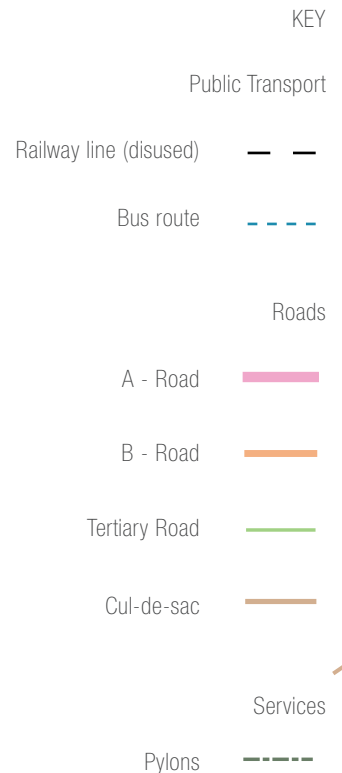 KEY
Public Transport
Railway line (disused)
Bus route
Roads
A - Road
B - Road
Tertiary Road
Cul-de-sac
Services
Pylons